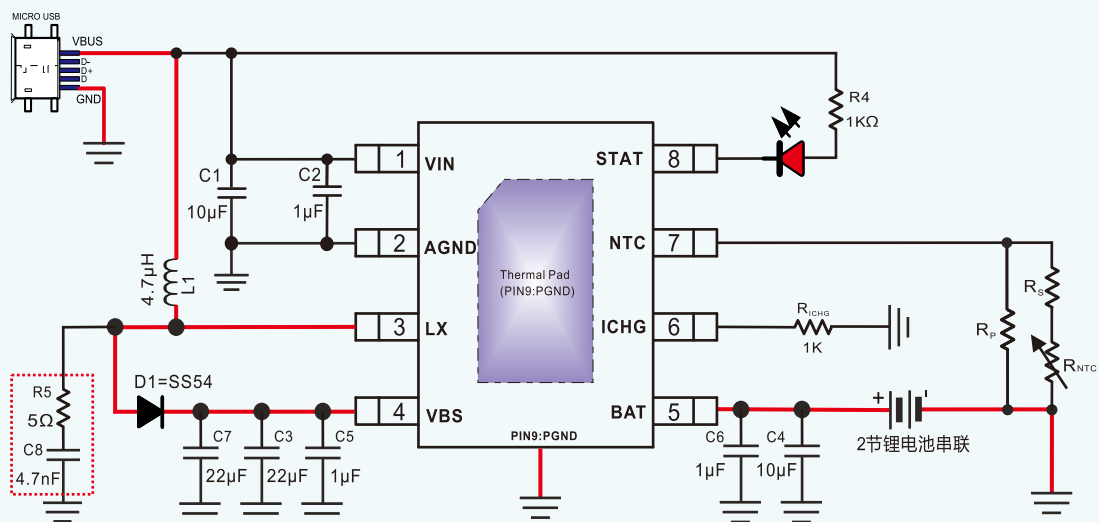 MICRO USB
VBUS
D-
D+
D
GND
R4
1KΩ
1
VIN
STAT
8
C1
10μF
C2
1μF
2
AGND
NTC
7
Thermal Pad
(PIN9:PGND)
4.7μH
L1
RS
RP
RNTC
3
LX
ICHG
6
RICHG
1K
R5
5Ω
C8
4.7nF
D1=SS54
4
VBS
BAT
5
+
-
PIN9:PGND
2节锂电池串联
C7
22μF
C3
22μF
C5
1μF
C6
1μF
C4
10μF